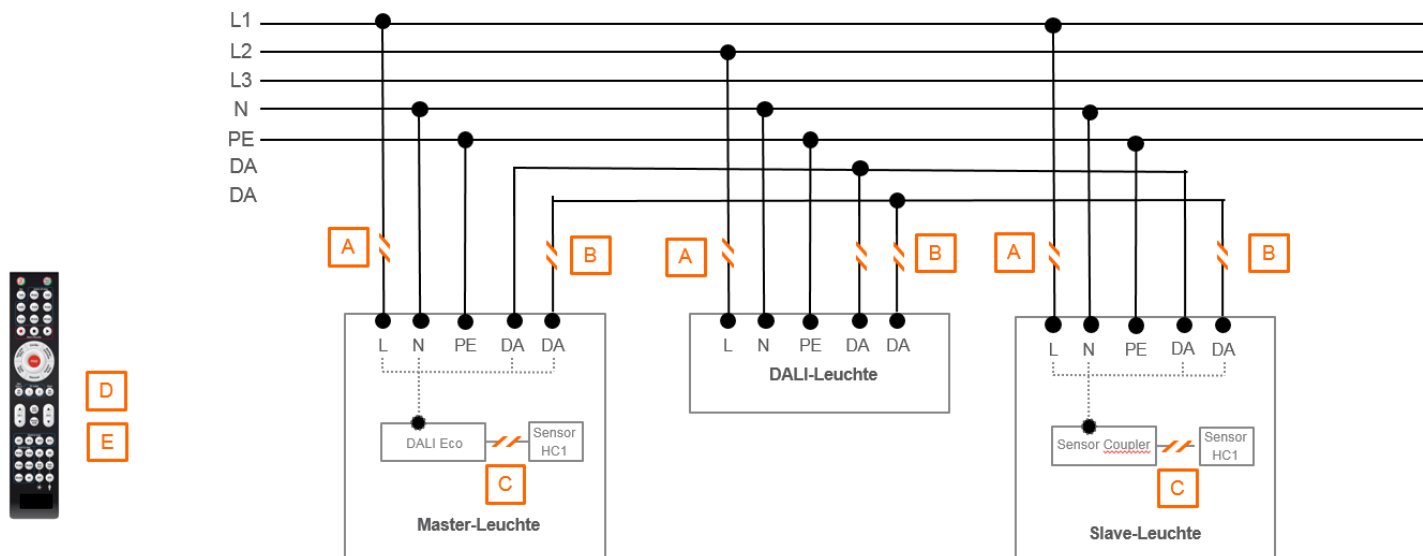 L1
L2
L3
N
PE
DA
DA
A
B
A
B
A
B
L N PE DA DA
L N PE DA DA
L N PE DA DA
DALI-Leuchte
D
E
DALI Eco
Sensor
HC1
C
Master-Leuchte
Sensor Coupler
Sensor
HC1
C
Slave-Leuchte